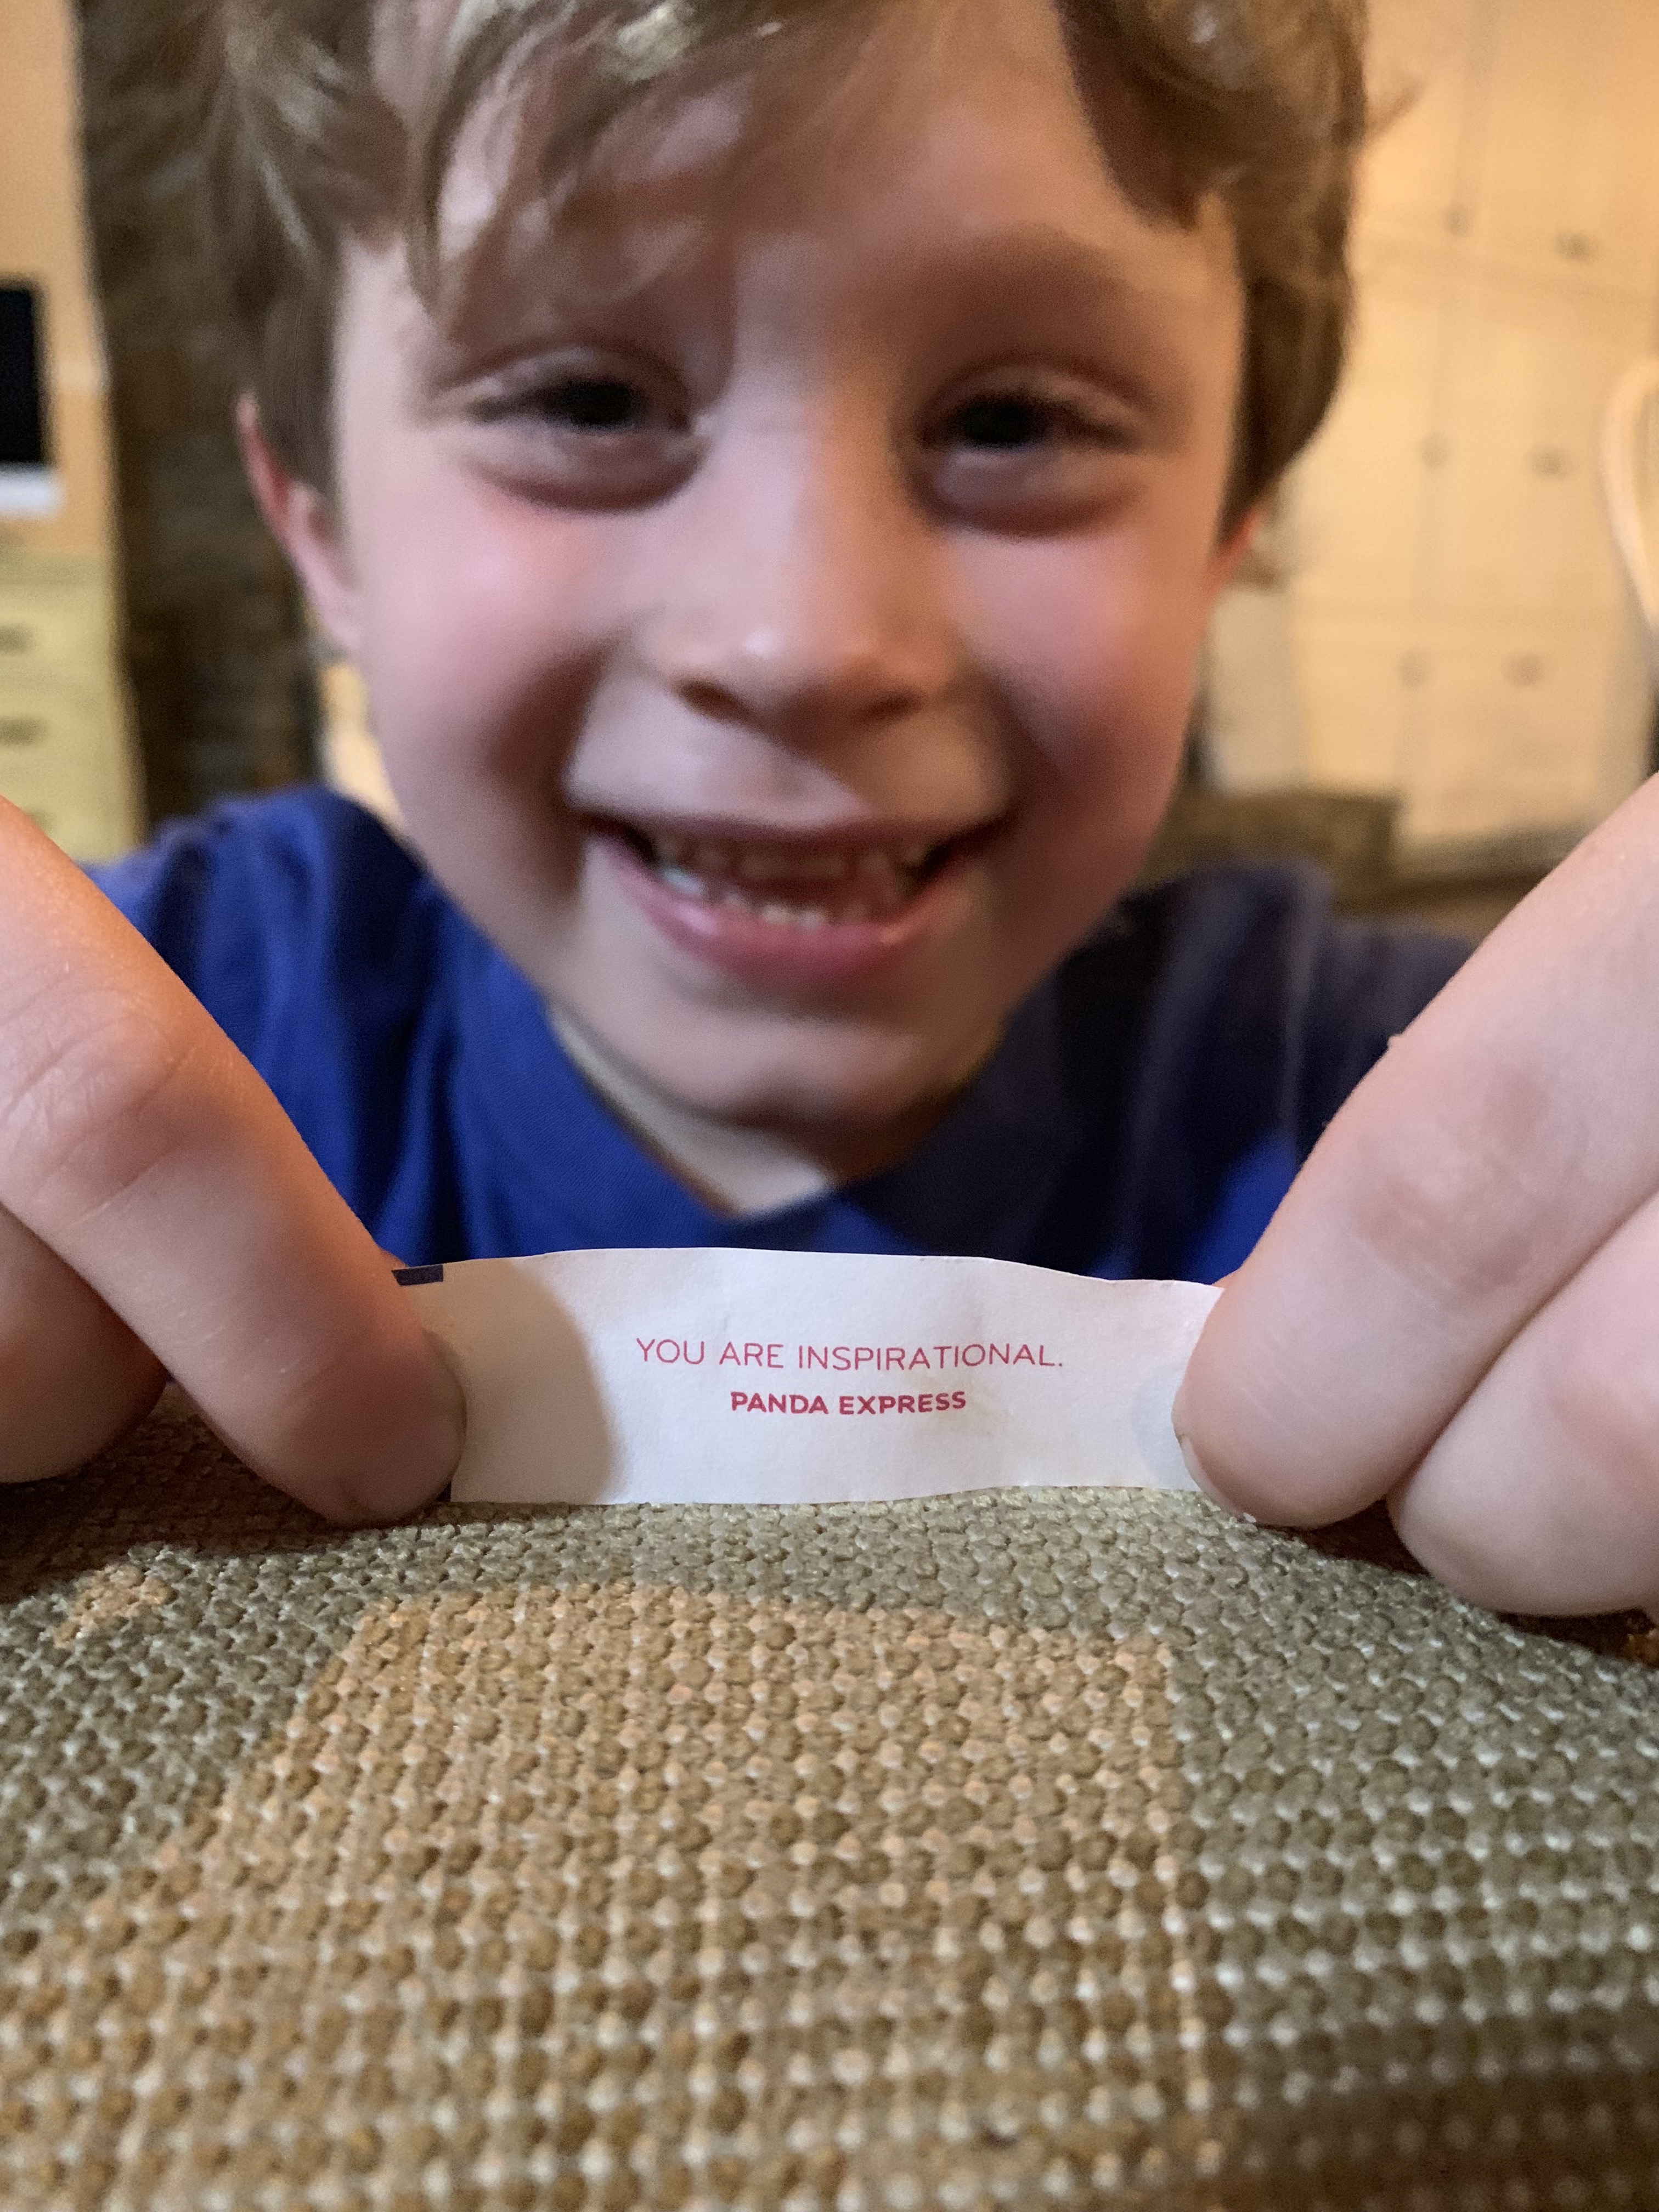 YOU ARE INSPIRATIONAL.
PANDA EXPRESS